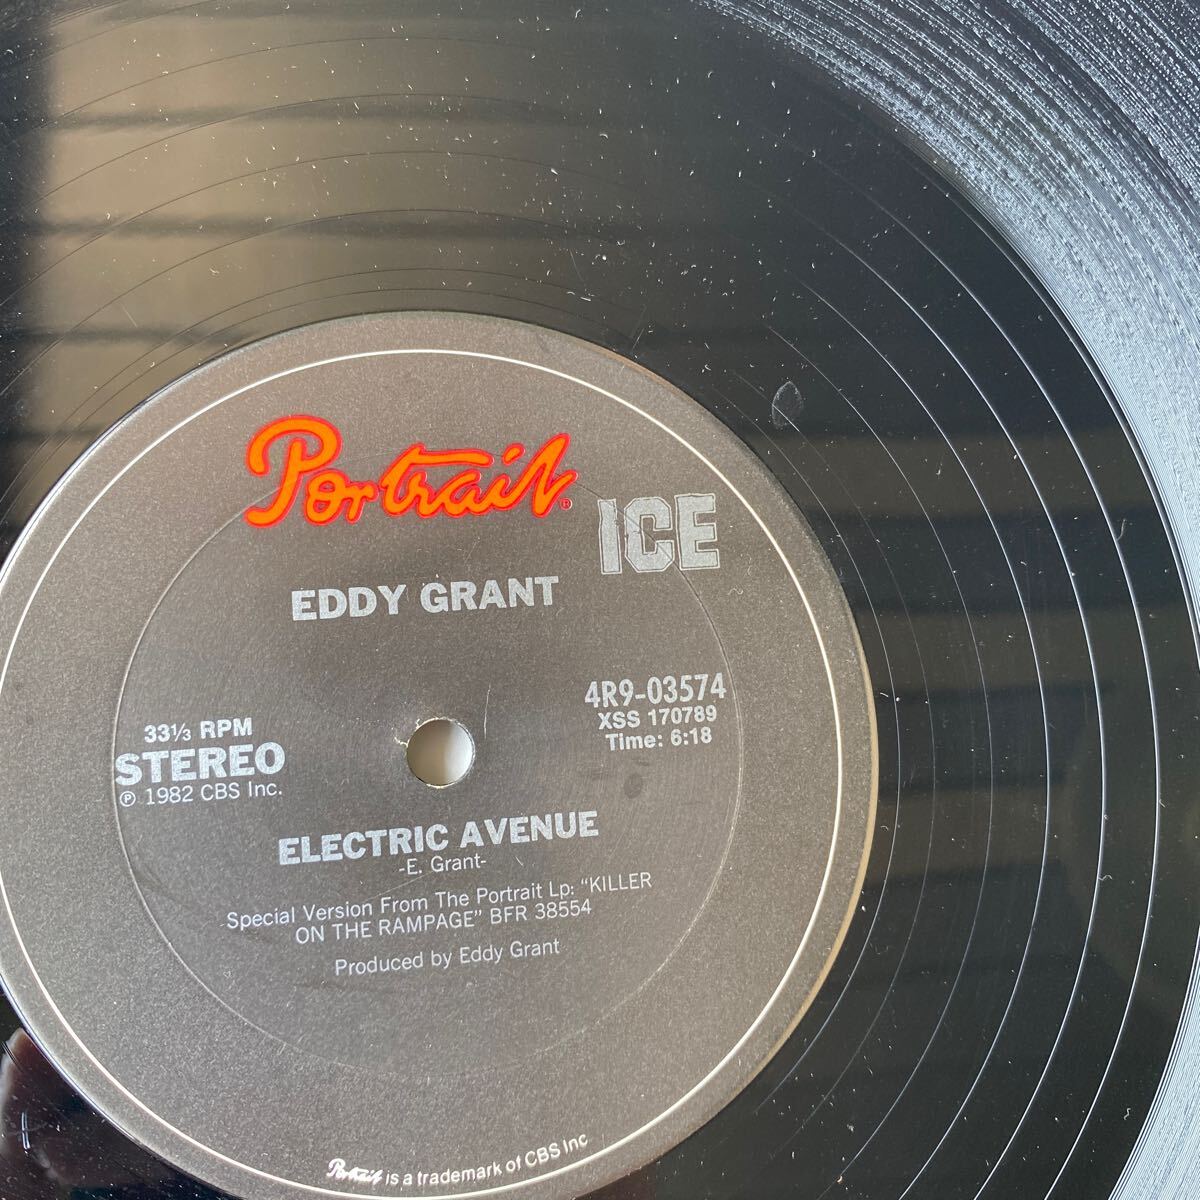 Portrait®
ICE
EDDY GRANT
4R9-03574
XSS 170789
Time: 6:18
33⅓ RPM
STEREO
℗ 1982 CBS Inc.
ELECTRIC AVENUE
-E. Grant-
Special Version From The Portrait Lp: “KILLER
ON THE RAMPAGE” BFR 38554
Produced by Eddy Grant
Portrait is a trademark of CBS Inc